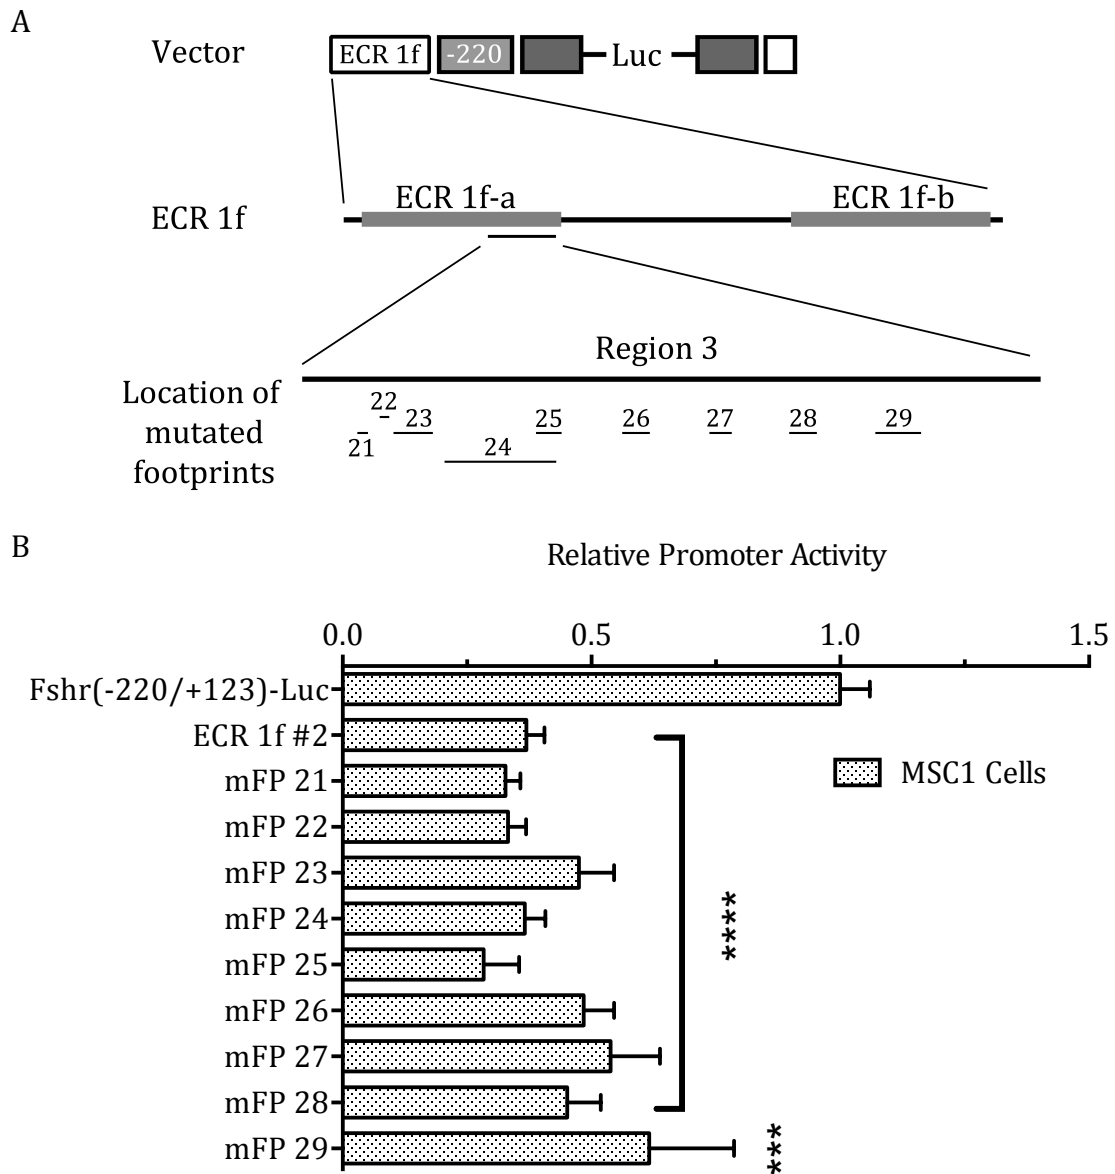 A
Vector
ECR 1f
-220
Luc
ECR 1f
ECR 1f-a
ECR 1f-b
Region 3
Location of
mutated
footprints
22
23
25
26
27
28
29
21
24
B
Relative Promoter Activity
0.0
0.5
1.0
1.5
Fshr(-220/+123)-Luc
ECR 1f #2
mFP 21
mFP 22
mFP 23
mFP 24
mFP 25
mFP 26
mFP 27
mFP 28
mFP 29
MSC1 Cells
****
***